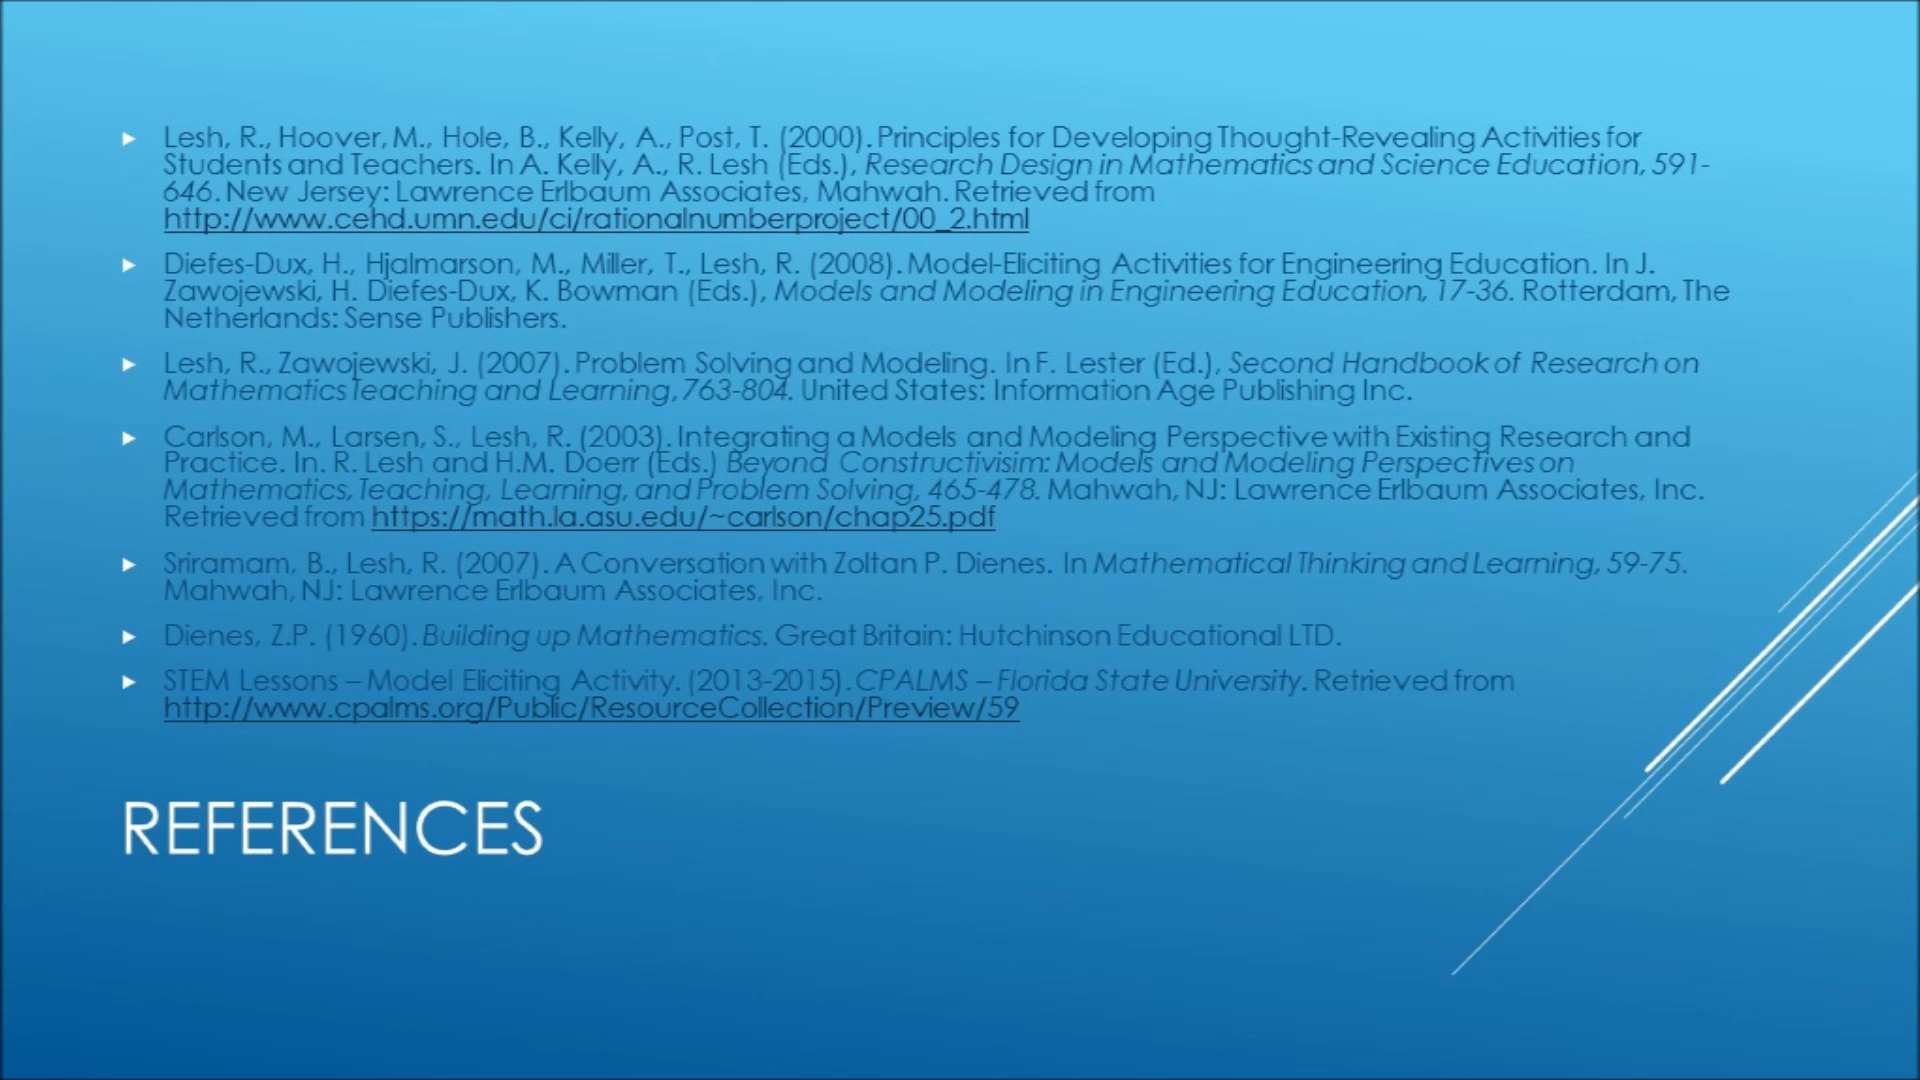 Lesh, R., Hoover, M., Hole, B., Kelly, A., Post, T. (2000). Principles for Developing Thought-Revealing Activities for
Students and Teachers. In A. Kelly, A., R. Lesh (Eds.), Research Design in Mathematics and Science Education, 591-
646. New Jersey: Lawrence Erlbaum Associates, Mahwah. Retrieved from
http://www.cehd.umn.edu/ci/rationalnumberproject/00_2.html
Diefes-Dux, H., Hjalmarson, M., Miller, T., Lesh, R. (2008). Model-Eliciting Activities for Engineering Education. In J.
Zawojewski, H. Diefes-Dux, K. Bowman (Eds.), Models and Modeling in Engineering Education, 17-36. Rotterdam, The
Netherlands: Sense Publishers.
Lesh, R., Zawojewski, J. (2007). Problem Solving and Modeling. In F. Lester (Ed.), Second Handbook of Research on
Mathematics Teaching and Learning, 763-804. United States: Information Age Publishing Inc.
Carlson, M., Larsen, S., Lesh, R. (2003). Integrating a Models and Modeling Perspective with Existing Research and
Practice. In. R. Lesh and H.M. Doerr (Eds.) Beyond Constructivisim: Models and Modeling Perspectives on
Mathematics, Teaching, Learning, and Problem Solving, 465-478. Mahwah, NJ: Lawrence Erlbaum Associates, Inc.
Retrieved from https://math.la.asu.edu/~carlson/chap25.pdf
Sriramam, B., Lesh, R. (2007). A Conversation with Zoltan P. Dienes. In Mathematical Thinking and Learning, 59-75.
Mahwah, NJ: Lawrence Erlbaum Associates, Inc.
Dienes, Z.P. (1960). Building up Mathematics. Great Britain: Hutchinson Educational LTD.
STEM Lessons – Model Eliciting Activity. (2013-2015). CPALMS – Florida State University. Retrieved from
http://www.cpalms.org/Public/ResourceCollection/Preview/59
REFERENCES